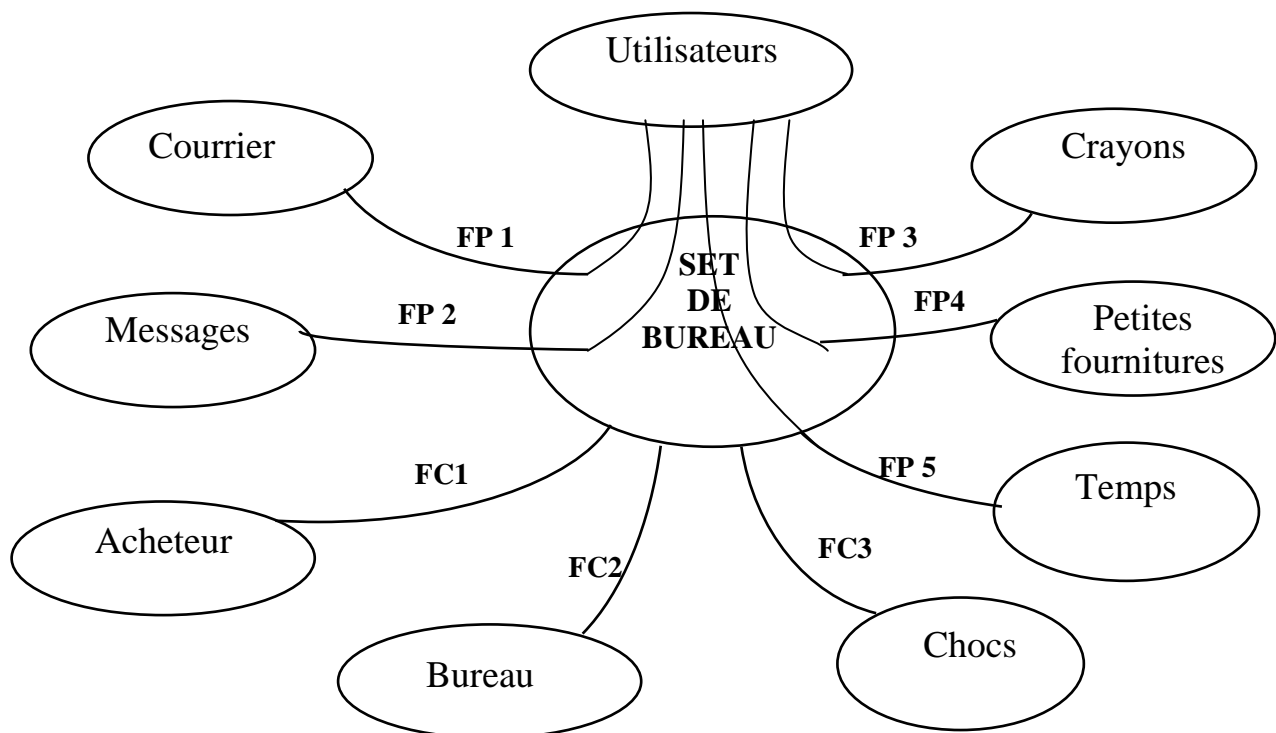 Utilisateurs
Courrier
Crayons
FP 1
FP 3
SET
DE
BUREAU
FP 2
FP4
Messages
Petites
fournitures
FC1
FP 5
Temps
Acheteur
FC2
FC3
Bureau
Chocs